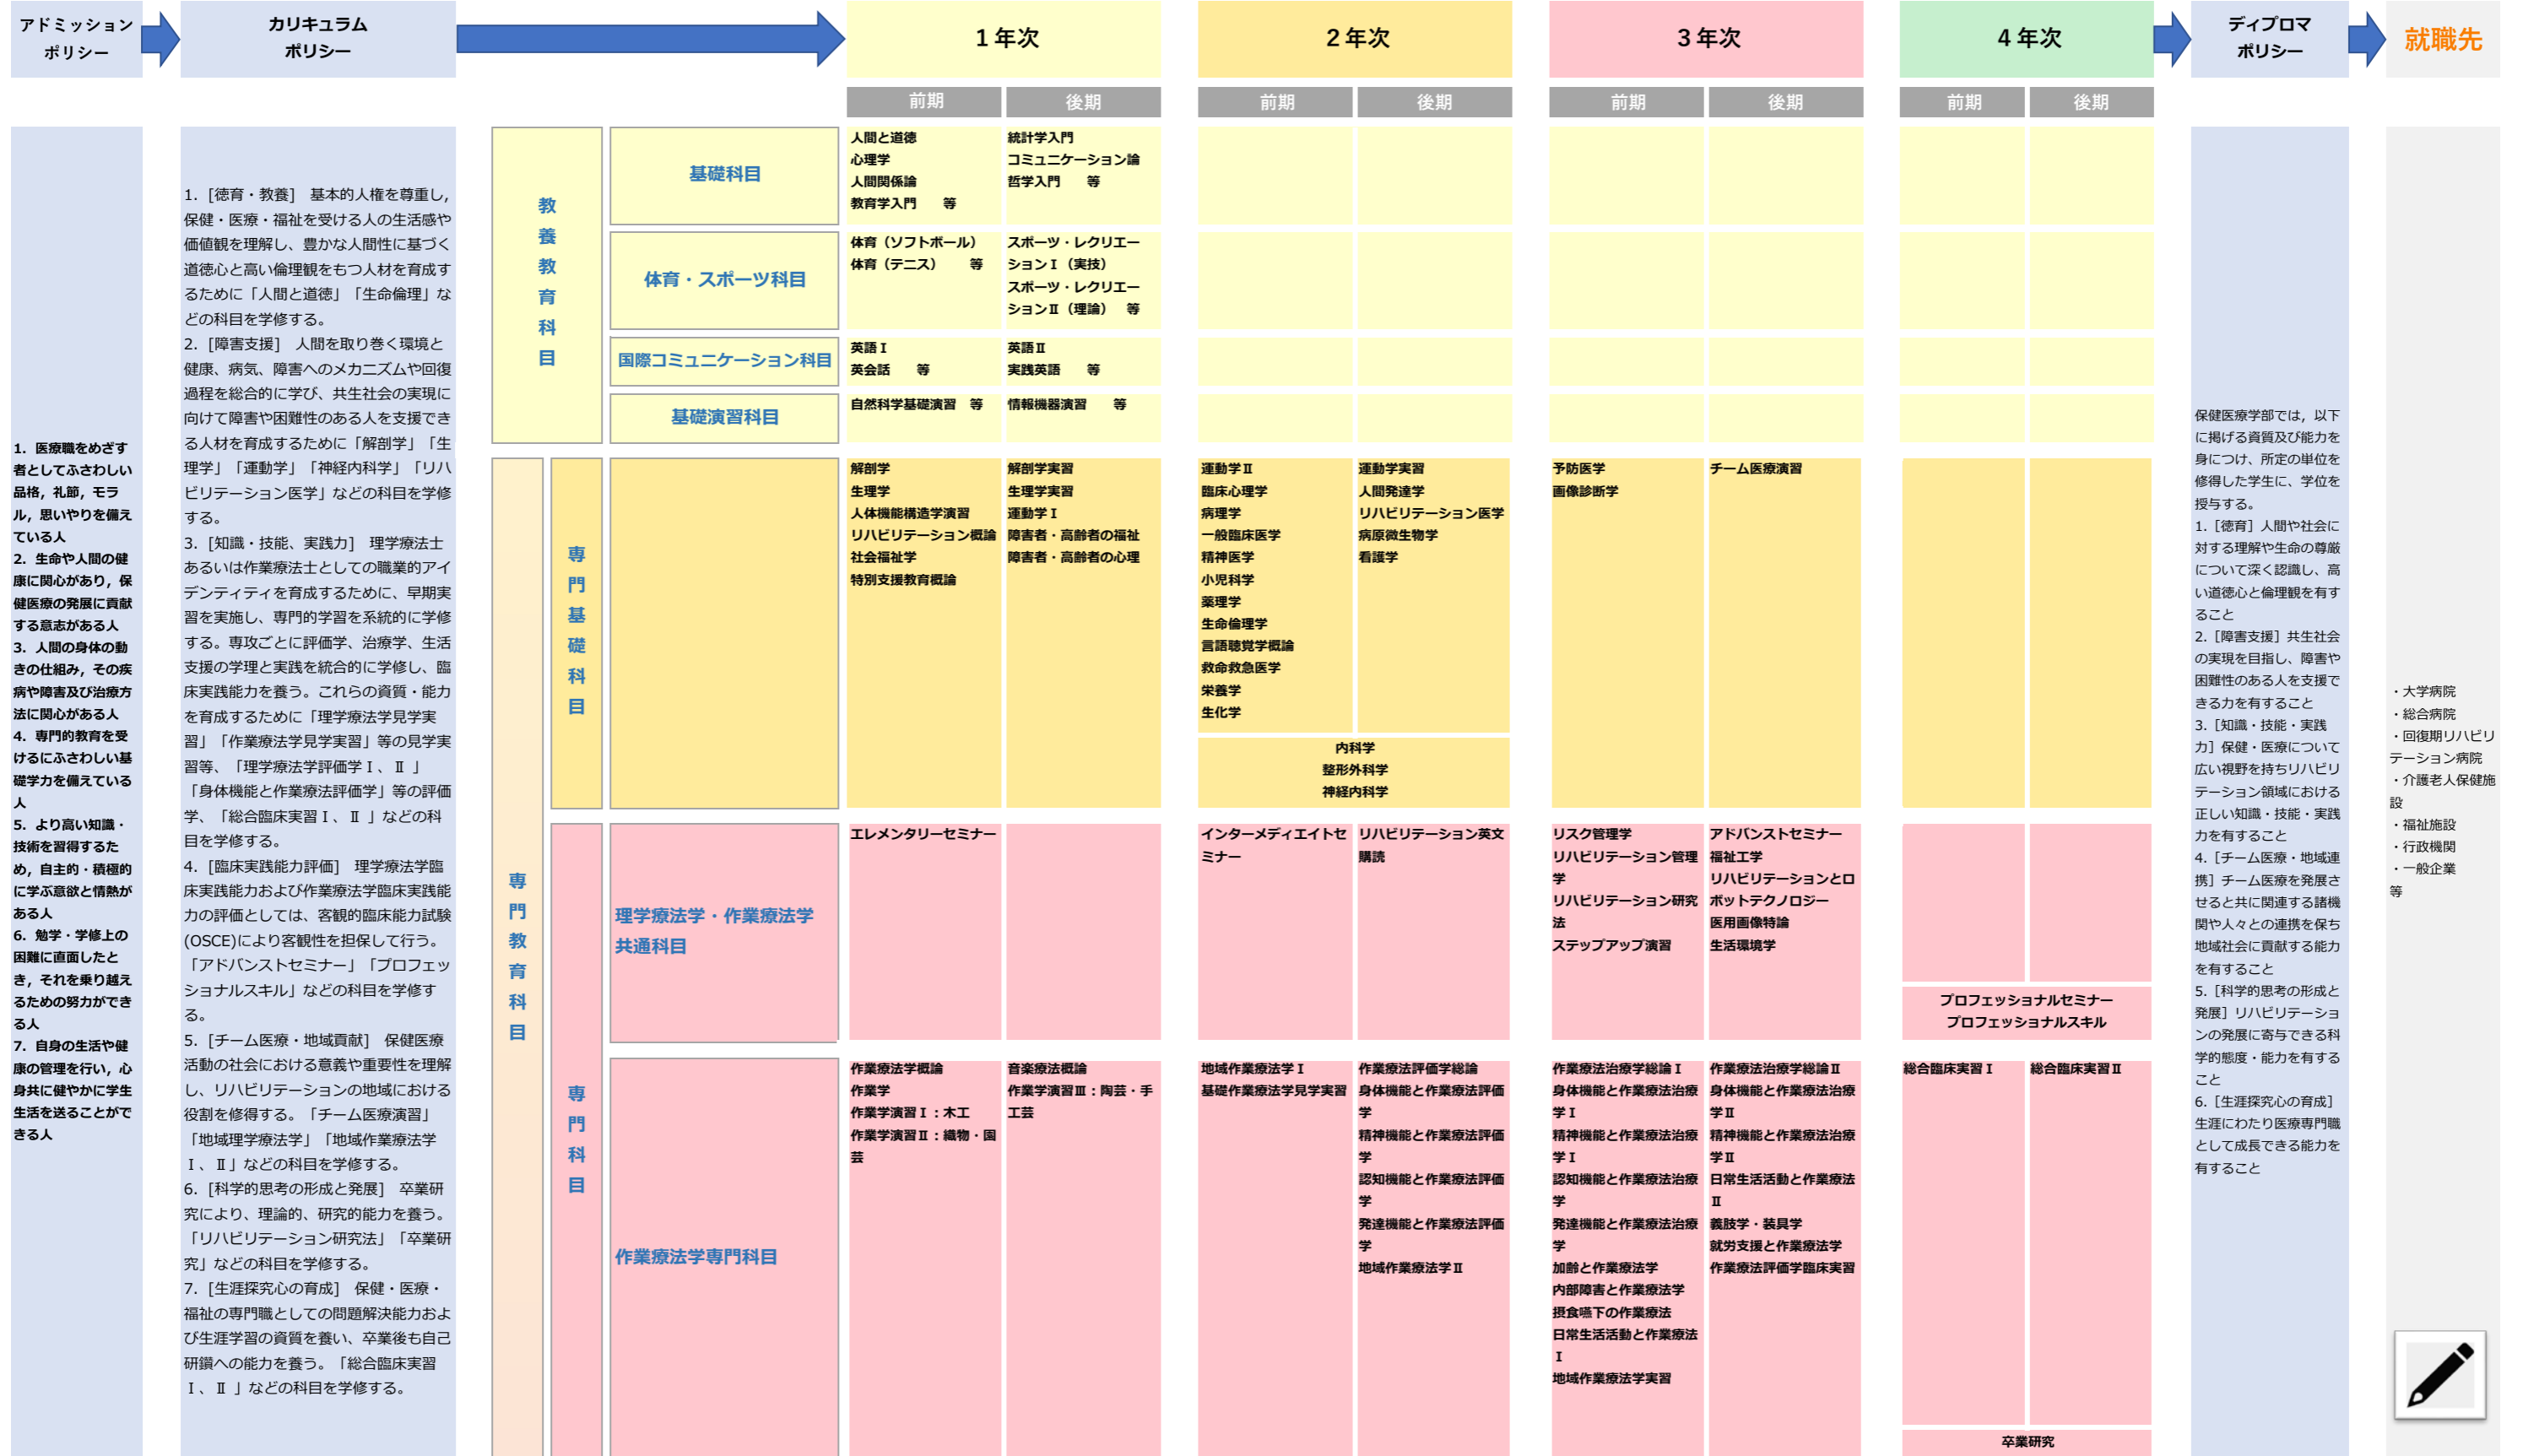 アドミッション
ポリシー
カリキュラム
ポリシー
1年次
2年次
3年次
4年次
ディプロマ
ポリシー
就職先
前期
後期
前期
後期
前期
後期
前期
後期
1. 医療職をめざす
者としてふさわしい
品格，礼節，モラ
ル，思いやりを備え
ている人
2. 生命や人間の健
康に関心があり，保
健医療の発展に貢献
する意志がある人
3. 人間の身体の動
きの仕組み，その疾
病や障害及び治療方
法に関心がある人
4. 専門的教育を受
けるにふさわしい基
礎学力を備えている
人
5. より高い知識・
技術を習得するた
め，自主的・積極的
に学ぶ意欲と情熱が
ある人
6. 勉学・学修上の
困難に直面したと
き，それを乗り越え
るための努力ができ
る人
7. 自身の生活や健
康の管理を行い，心
身共に健やかに学生
生活を送ることがで
きる人
1. [徳育・教養]　基本的人権を尊重し，
保健・医療・福祉を受ける人の生活感や
価値観を理解し、豊かな人間性に基づく
道徳心と高い倫理観をもつ人材を育成す
るために「人間と道徳」「生命倫理」な
どの科目を学修する。
2. [障害支援]　人間を取り巻く環境と
健康、病気、障害へのメカニズムや回復
過程を総合的に学び、共生社会の実現に
向けて障害や困難性のある人を支援でき
る人材を育成するために「解剖学」「生
理学」「運動学」「神経内科学」「リハ
ビリテーション医学」などの科目を学修
する。
3. [知識・技能、実践力]　理学療法士
あるいは作業療法士としての職業的アイ
デンティティを育成するために、早期実
習を実施し、専門的学習を系統的に学修
する。専攻ごとに評価学、治療学、生活
支援の学理と実践を統合的に学修し、臨
床実践能力を養う。これらの資質・能力
を育成するために「理学療法学見学実
習」「作業療法学見学実習」等の見学実
習等、「理学療法学評価学Ⅰ、Ⅱ 」
「身体機能と作業療法評価学」等の評価
学、「総合臨床実習Ⅰ、Ⅱ 」などの科
目を学修する。
4. [臨床実践能力評価]　理学療法学臨
床実践能力および作業療法学臨床実践能
力の評価としては、客観的臨床能力試験
(OSCE)により客観性を担保して行う。
「アドバンストセミナー」「プロフェッ
ショナルスキル」などの科目を学修す
る。
5. [チーム医療・地域貢献]　保健医療
活動の社会における意義や重要性を理解
し、リハビリテーションの地域における
役割を修得する。「チーム医療演習」
「地域理学療法学」「地域作業療法学
Ⅰ、Ⅱ」などの科目を学修する。
6. [科学的思考の形成と発展]　卒業研
究により、理論的、研究的能力を養う。
「リハビリテーション研究法」「卒業研
究」などの科目を学修する。
7. [生涯探究心の育成]　保健・医療・
福祉の専門職としての問題解決能力およ
び生涯学習の資質を養い、卒業後も自己
研鑽への能力を養う。「総合臨床実習
Ⅰ、Ⅱ 」などの科目を学修する。
教養教育科目
基礎科目
人間と道徳
心理学
人間関係論
教育学入門　　等
統計学入門
コミュニケーション論
哲学入門　　等
体育・スポーツ科目
体育（ソフトボール）
体育（テニス）　　等
スポーツ・レクリエー
ションⅠ（実技）
スポーツ・レクリエー
ションⅡ（理論）　等
国際コミュニケーション科目
英語Ⅰ
英会話　　等
英語Ⅱ
実践英語　　等
基礎演習科目
自然科学基礎演習　等
情報機器演習　　等
専門教育科目
専門基礎科目
解剖学
生理学
人体機能構造学演習
リハビリテーション概論
社会福祉学
特別支援教育概論
解剖学実習
生理学実習
運動学Ⅰ
障害者・高齢者の福祉
障害者・高齢者の心理
運動学Ⅱ
臨床心理学
病理学
一般臨床医学
精神医学
小児科学
薬理学
生命倫理学
言語聴覚学概論
救命救急医学
栄養学
生化学
運動学実習
人間発達学
リハビリテーション医学
病原微生物学
看護学
内科学
整形外科学
神経内科学
予防医学
画像診断学
チーム医療演習
専門科目
理学療法学・作業療法学
共通科目
エレメンタリーセミナー
インターメディエイトセ
ミナー
リハビリテーション英文
購読
リスク管理学
リハビリテーション管理
学
リハビリテーション研究
法
ステップアップ演習
アドバンストセミナー
福祉工学
リハビリテーションとロ
ボットテクノロジー
医用画像特論
生活環境学
プロフェッショナルセミナー
プロフェッショナルスキル
作業療法学専門科目
作業療法学概論
作業学
作業学演習Ⅰ：木工
作業学演習Ⅱ：織物・園
芸
音楽療法概論
作業学演習Ⅲ：陶芸・手
工芸
地域作業療法学Ⅰ
基礎作業療法学見学実習
作業療法評価学総論
身体機能と作業療法評価
学
精神機能と作業療法評価
学
認知機能と作業療法評価
学
発達機能と作業療法評価
学
地域作業療法学Ⅱ
作業療法治療学総論Ⅰ
身体機能と作業療法治療
学Ⅰ
精神機能と作業療法治療
学Ⅰ
認知機能と作業療法治療
学
発達機能と作業療法治療
学
加齢と作業療法学
内部障害と作業療法学
摂食嚥下の作業療法
日常生活活動と作業療法
Ⅰ
地域作業療法学実習
作業療法治療学総論Ⅱ
身体機能と作業療法治療
学Ⅱ
精神機能と作業療法治療
学Ⅱ
日常生活活動と作業療法
Ⅱ
義肢学・装具学
就労支援と作業療法学
作業療法評価学臨床実習
総合臨床実習Ⅰ
総合臨床実習Ⅱ
卒業研究
保健医療学部では，以下
に掲げる資質及び能力を
身につけ、所定の単位を
修得した学生に、学位を
授与する。
1. [徳育] 人間や社会に
対する理解や生命の尊厳
について深く認識し、高
い道徳心と倫理観を有す
ること
2. [障害支援] 共生社会
の実現を目指し、障害や
困難性のある人を支援で
きる力を有すること
3. [知識・技能・実践
力] 保健・医療について
広い視野を持ちリハビリ
テーション領域における
正しい知識・技能・実践
力を有すること
4. [チーム医療・地域連
携] チーム医療を発展さ
せると共に関連する諸機
関や人々との連携を保ち
地域社会に貢献する能力
を有すること
5. [科学的思考の形成と
発展] リハビリテーショ
ンの発展に寄与できる科
学的態度・能力を有する
こと
6. [生涯探究心の育成]
生涯にわたり医療専門職
として成長できる能力を
有すること
・大学病院
・総合病院
・回復期リハビリ
テーション病院
・介護老人保健施
設
・福祉施設
・行政機関
・一般企業
等